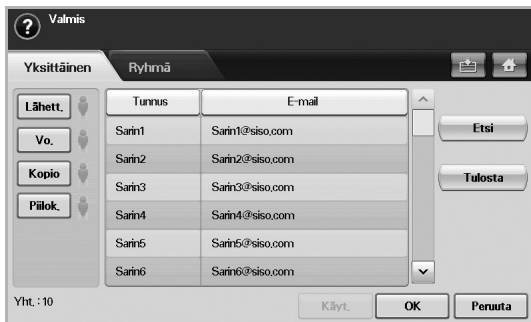 Valmis
Yksittäinen Ryhmä
Lähett.
Vo.
Kopio
Piilok.
Tunnus E-mail
Sarin1 Sarin1@siso,com
Sarin2 Sarin2@siso,com
Sarin3 Sarin3@siso,com
Sarin4 Sarin4@siso,com
Sarin5 Sarin5@siso,com
Sarin6 Sarin6@siso,com
Etsi
Tulosta
Yht. : 10
Käyt. OK Peruuta